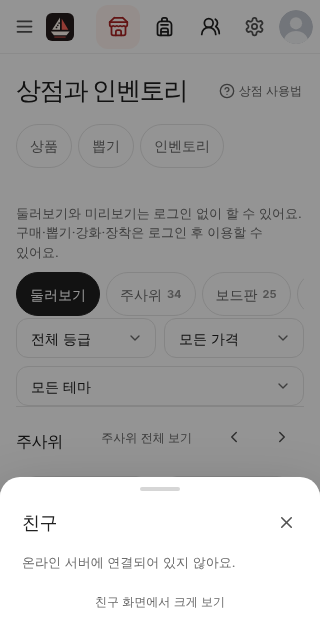 상점과 인벤토리
상점 사용법
상품
뽑기
인벤토리
둘러보기와 미리보기는 로그인 없이 할 수 있어요.
구매·뽑기·강화·장착은 로그인 후 이용할 수
있어요.
둘러보기
주사위 34
보드판 25
전체 등급
모든 가격
모든 테마
주사위
주사위 전체 보기
친구
온라인 서버에 연결되어 있지 않아요.
친구 화면에서 크게 보기